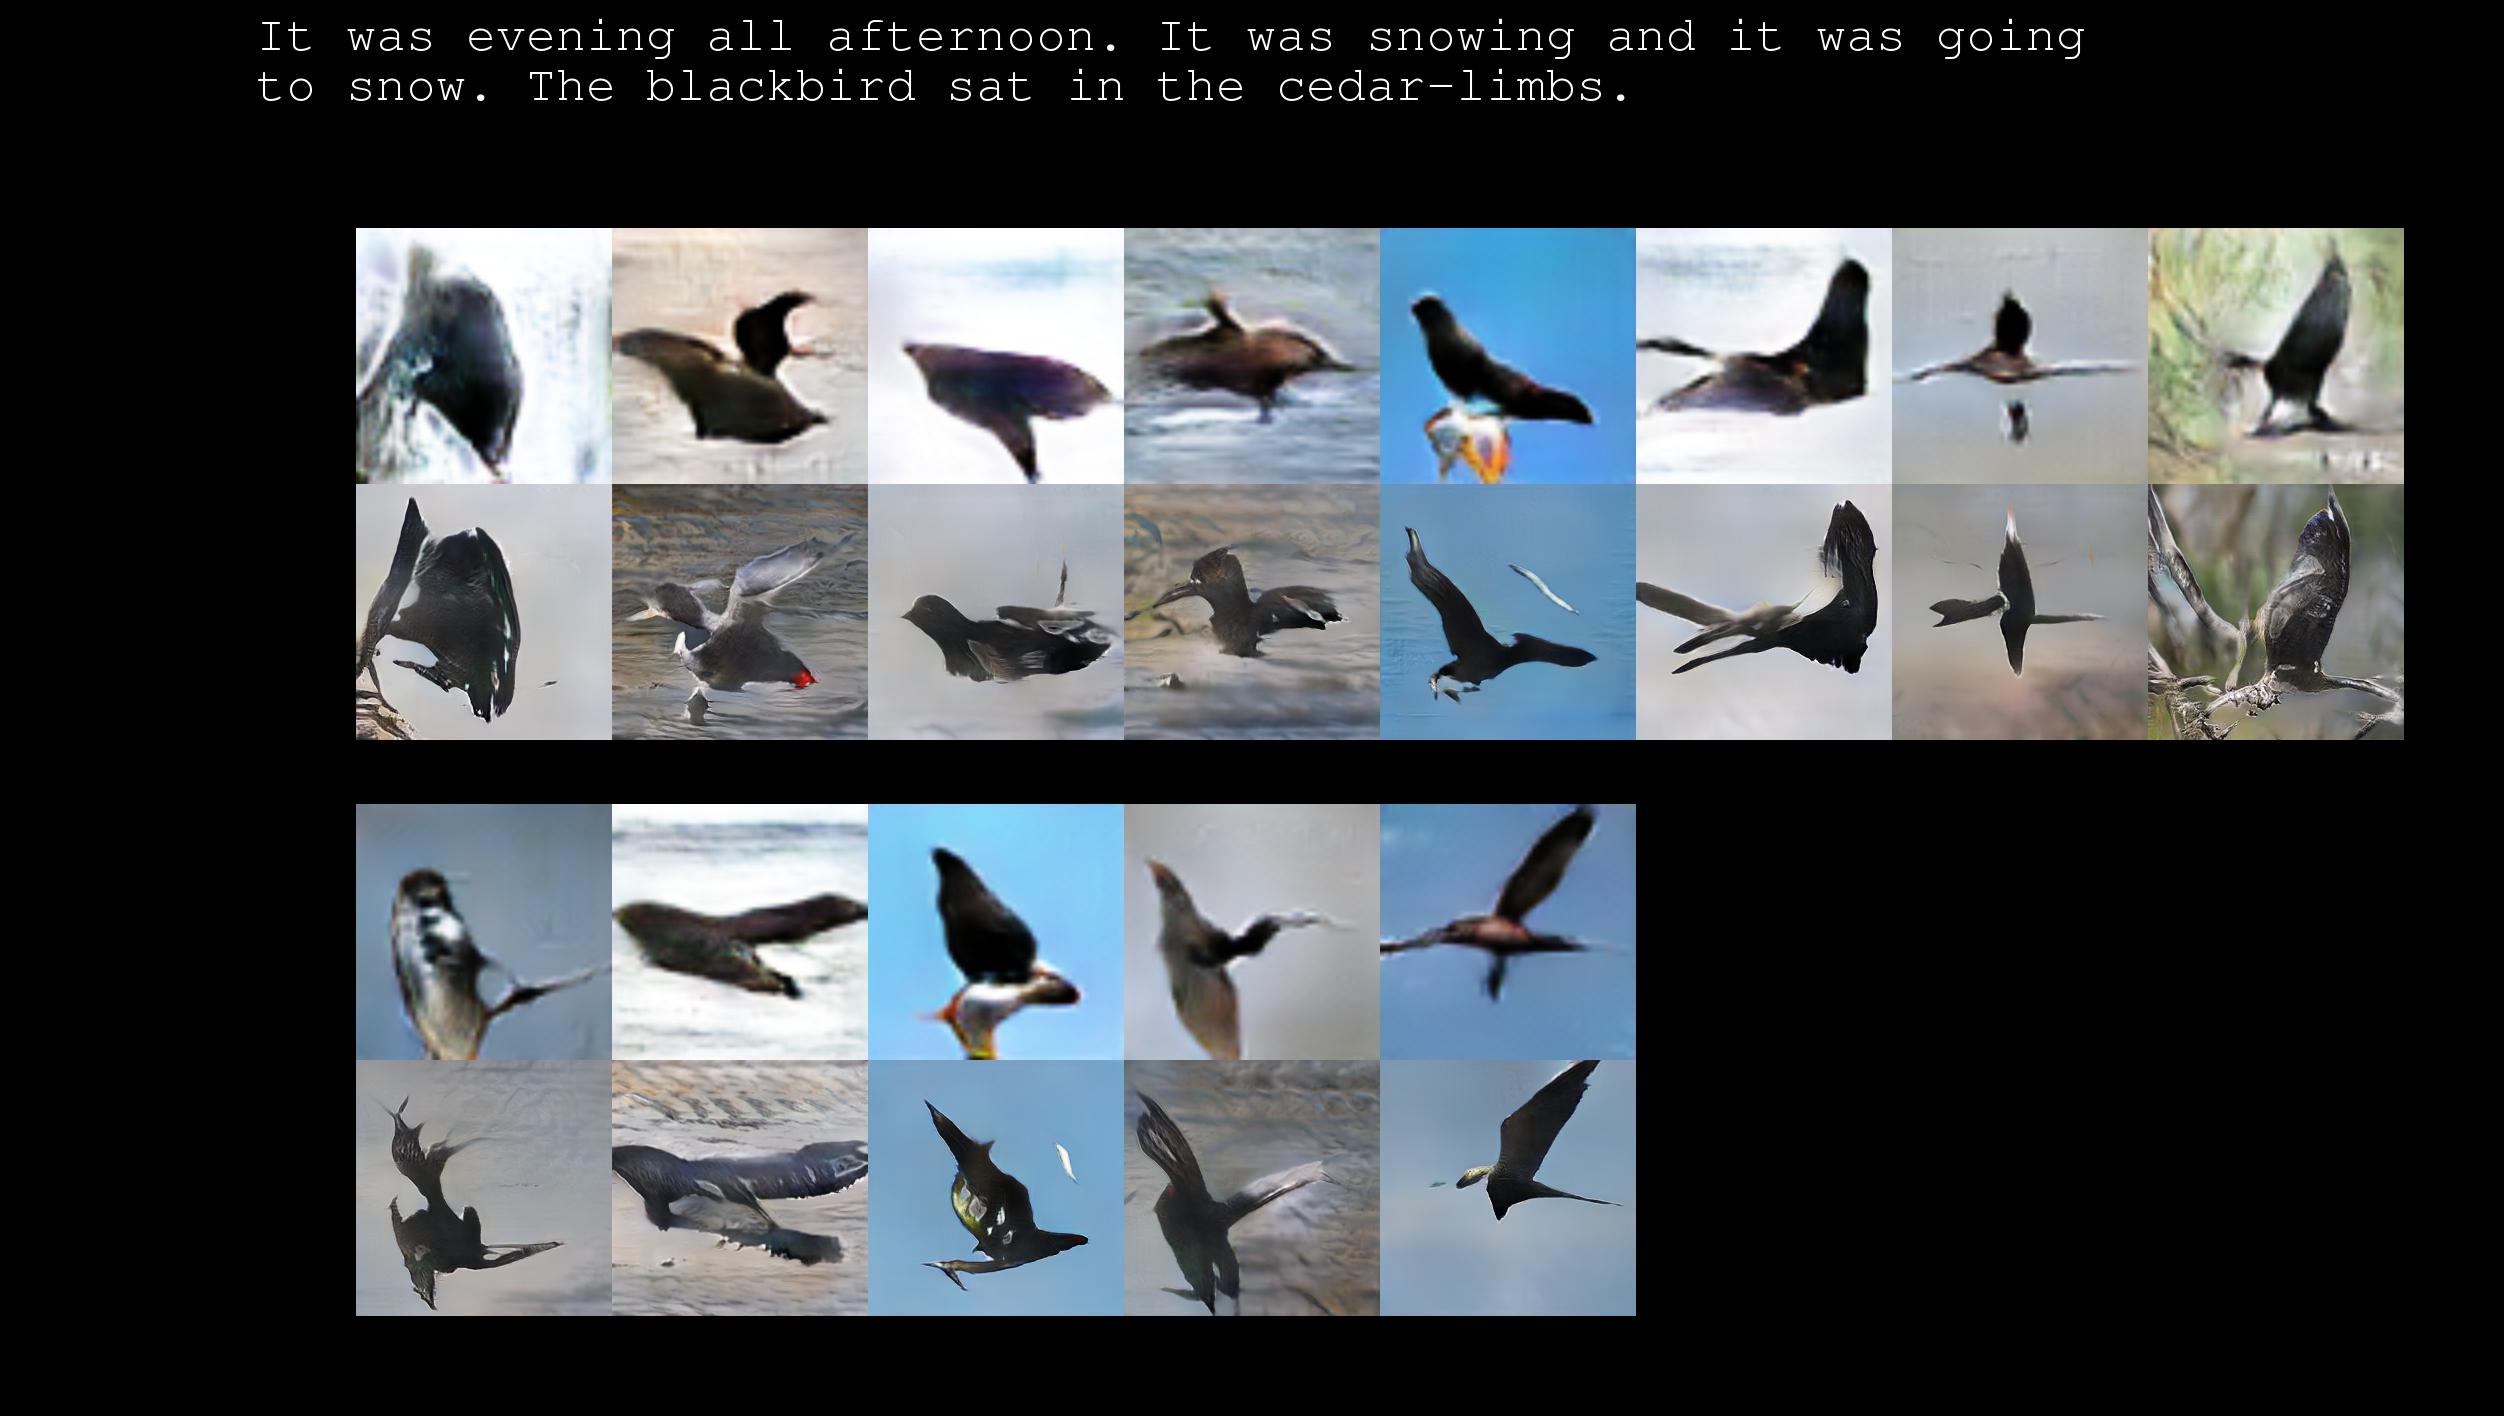 It was evening all afternoon. It was snowing and it was going
to snow. The blackbird sat in the cedar-limbs.